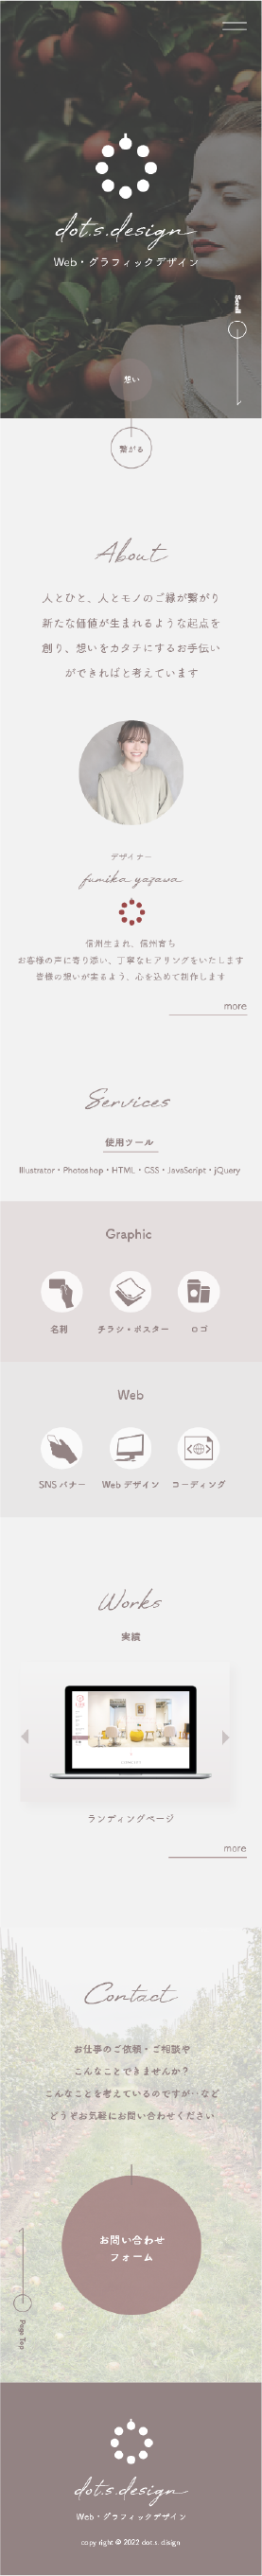 dot.s.design
Web・グラフィックデザイン
Scroll
想い
繋がる
About
人とひと、人とモノのご縁が繋がり
新たな価値が生まれるような起点を
創り、想いをカタチにするお手伝い
ができればと考えています
デザイナー
fumika yazawa
信州生まれ、信州育ち
お客様の声に寄り添い、丁寧なヒアリングをいたします
皆様の想いが実るよう、心を込めて制作します
more
Services
使用ツール
Illustrator・Photoshop・HTML・CSS・JavaScript・jQuery
Graphic
名刺 チラシ・ポスター ロゴ
Web
SNSバナー Webデザイン コーディング
Works
実績
ランディングページ
more
Contact
お仕事のご依頼・ご相談や
こんなことできませんか？
こんなことを考えているのですが‥など
どうぞお気軽にお問い合わせください
お問い合わせ
フォーム
Page Top
dot.s.design
Web・グラフィックデザイン
copy right © 2022 dot.s. disign